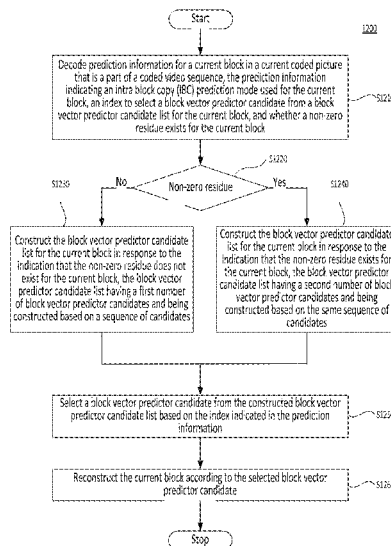 Start
1200
Decode prediction information for a current block in a current coded picture
that is a part of a coded video sequence, the prediction information
indicating an intra block copy (IBC) prediction mode used for the current
block, an index to select a block vector predictor candidate from a block
vector predictor candidate list for the current block, and whether a non-zero
residue exists for the current block
S121
S1220
Non-zero residue
No
Yes
S1230
S1240
Construct the block vector predictor candidate
list for the current block in response to the
indication that the non-zero residue does not
exist for the current block, the block vector
predictor candidate list having a first number
of block vector predictor candidates and being
constructed based on a sequence of candidates
Construct the block vector predictor candidate
list for the current block in response to the
indication that the non-zero residue exists for
the current block, the block vector predictor
candidate list having a second number of block
vector predictor candidates and being
constructed based on the same sequence of
candidates
Select a block vector predictor candidate from the constructed block vector
predictor candidate list based on the index indicated in the prediction
information
S125
Reconstruct the current block according to the selected block vector
predictor candidate
S126
Stop